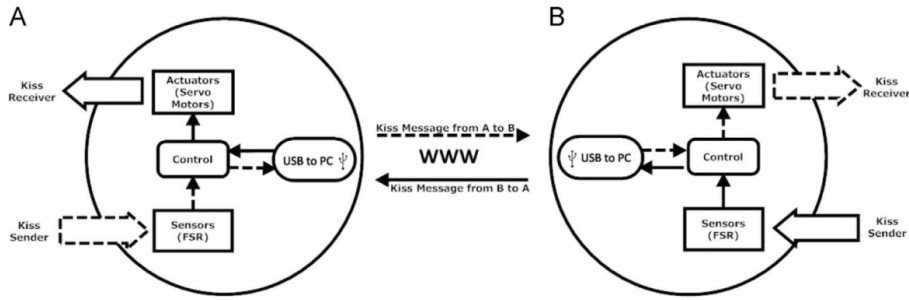 A
B
Kiss
Receiver
Actuators
(Servo
Motors)
Control
USB to PC
Sensors
(FSR)
Kiss
Sender
Kiss Message from A to B
WWW
Kiss Message from B to A
Actuators
(Servo
Motors)
Kiss
Receiver
USB to PC
Control
Sensors
(FSR)
Kiss
Sender